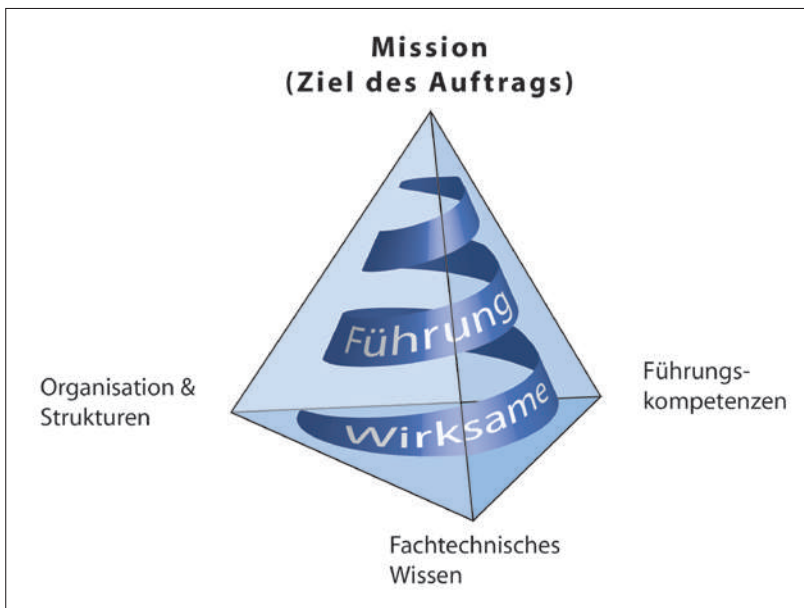 Mission
(Ziel des Auftrags)
Führung
Wirksame
Organisation &
Strukturen
Führungs-
kompetenzen
Fachtechnisches
Wissen